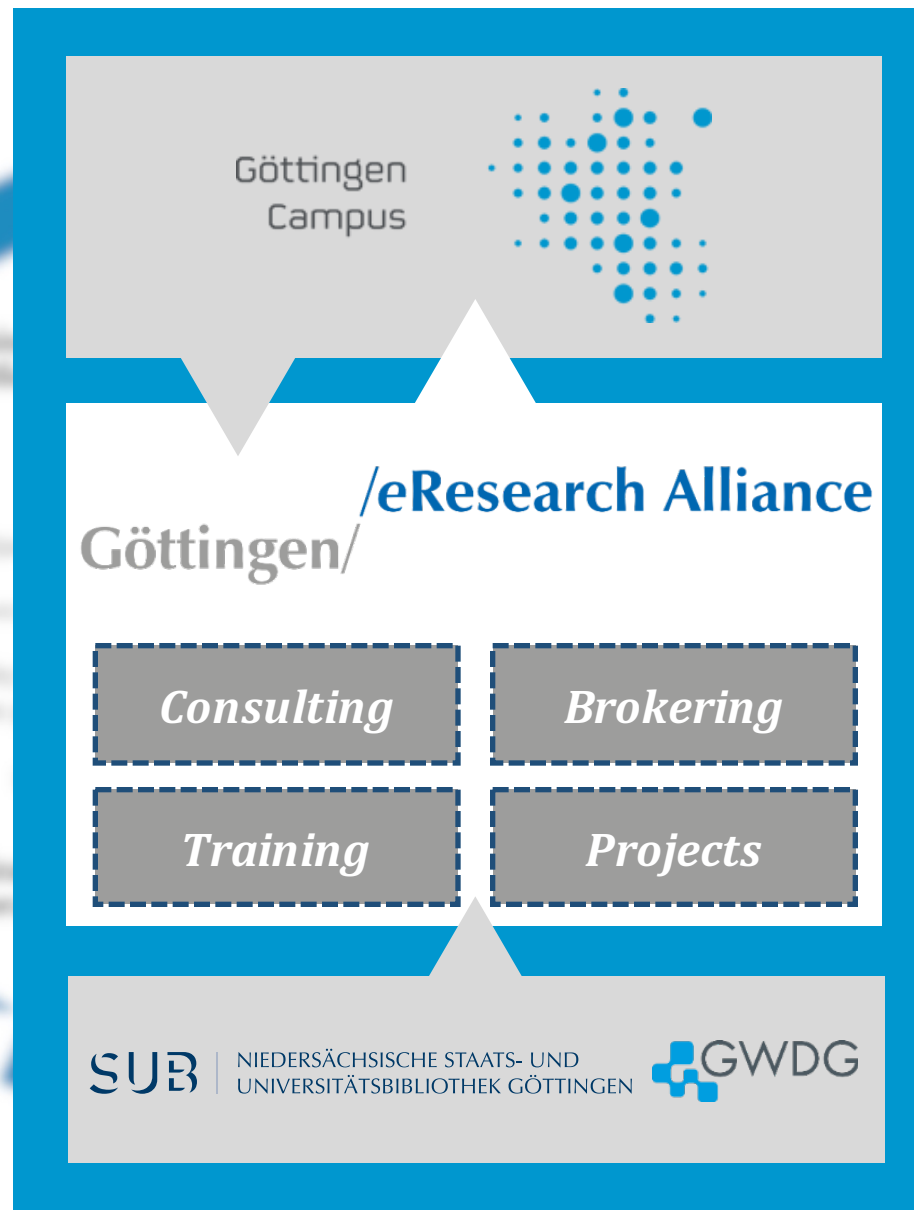 Göttingen
Campus
/eResearch Alliance
Göttingen/
Consulting
Brokering
Training
Projects
SUB
NIEDERSÄCHSISCHE STAATS- UND
UNIVERSITÄTSBIBLIOTHEK GÖTTINGEN
GWDG